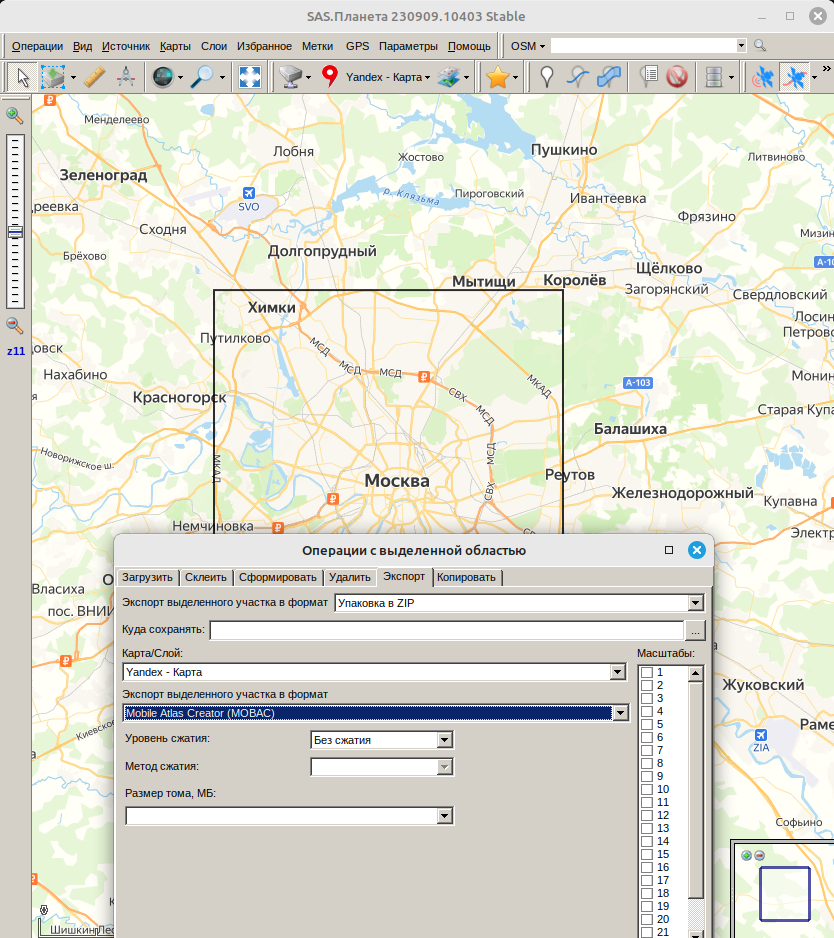 SAS.Планета 230909.10403 Stable
Операции Вид Источник Карты Слои Избранное Метки GPS Параметры Помощь OSM
Yandex - Карта
z11
Менделеево
Лобня
Жостово
Пушкино
Литвиново
Зеленоград
SVO
р. Клязьма
Пироговский
Ивантеевка
Фрязино
дреевка
Сходня
Мизин
Брёхово
Долгопрудный
А-10
Мытищи
Королёв
Щёлково
Загорянский
Свердловский
Химки
Лосин
Петровс
Путилково
МСД
МСД
МСД
довск
Нахабино
МКАД
А-103
Монин
Красногорск
СВХ
МСД
Старая Купа
Балашиха
Новорижское ш.
МКАД
МСД
Москва
СВХ
Реутов
Железнодорожный
Купавна
Немчиновка
СВ
Электр
Власиха
О
пос. ВНИИ
Киевское
Жуковский
Раме
ZIA
Софьино
Шишкин Лес
Операции с выделенной областью
Загрузить Склеить Сформировать Удалить Экспорт Копировать
Экспорт выделенного участка в формат Упаковка в ZIP
Куда сохранять: ...
Карта/Слой: Масштабы:
Yandex - Карта
Экспорт выделенного участка в формат
Mobile Atlas Creator (MOBAC)
Уровень сжатия: Без сжатия
Метод сжатия:
Размер тома, МБ:
1
2
3
4
5
6
7
8
9
10
11
12
13
14
15
16
17
18
19
20
21